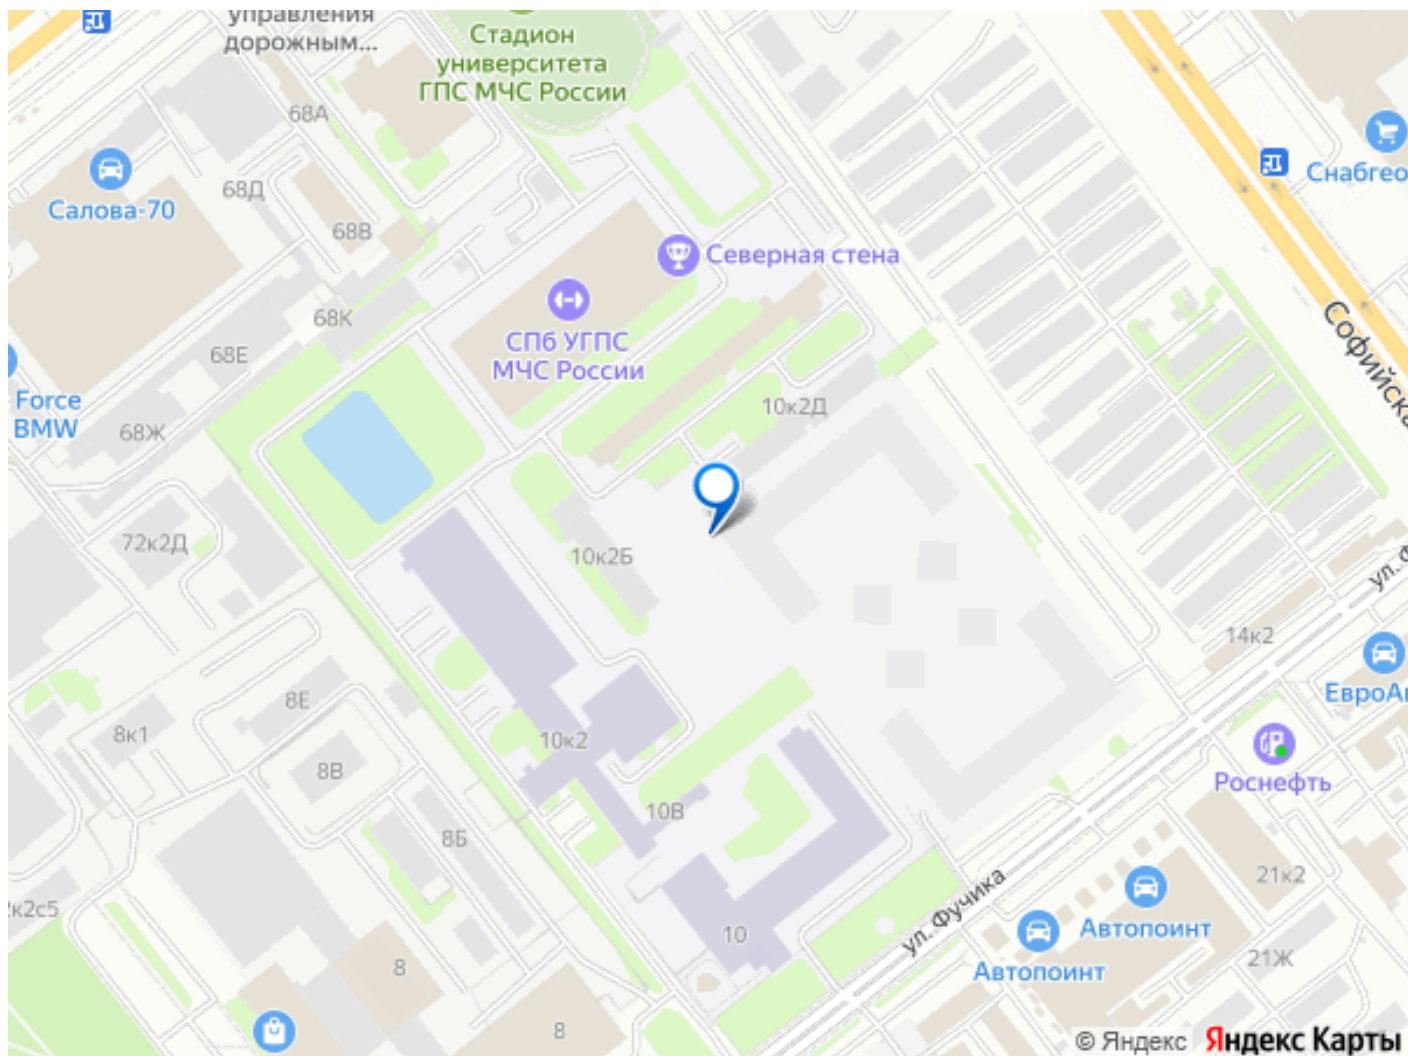 управления
дорожным...
Стадион
университета
ГПС МЧС России
68А
Салова-70
68Д
68В
Снабгео
Северная стена
68К
СПб УГПС
МЧС России
68Е
Софийска
Force
BMW
68Ж
10к2Д
72к2Д
10к2Б
ул. Ф
14к2
ЕвроАв
8Е
8к1
10к2
8В
Роснефть
10В
8Б
21к2
к2с5
ул. Фучика
Автопоинт
10
Автопоинт
21Ж
8
8
© Яндекс Яндекс Карты